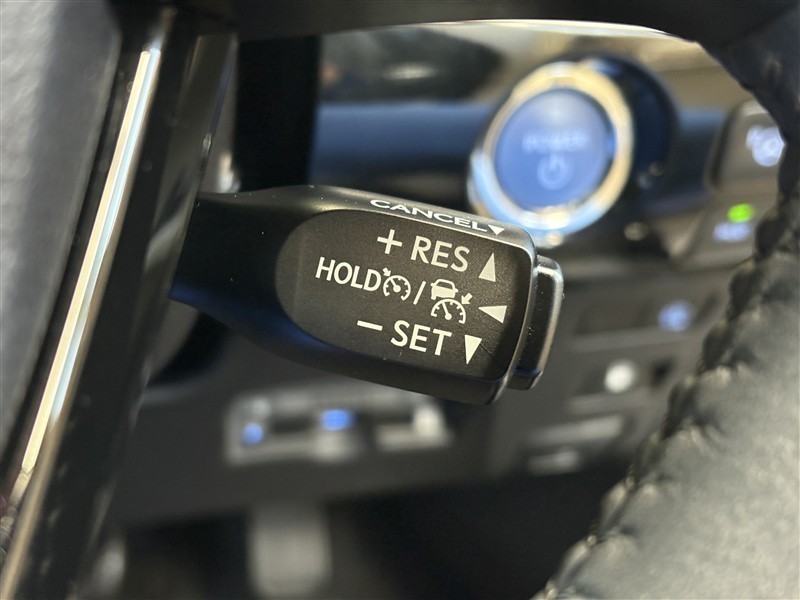 CANCEL▼
+ RES ▲
HOLD /
− SET ▼
POWER